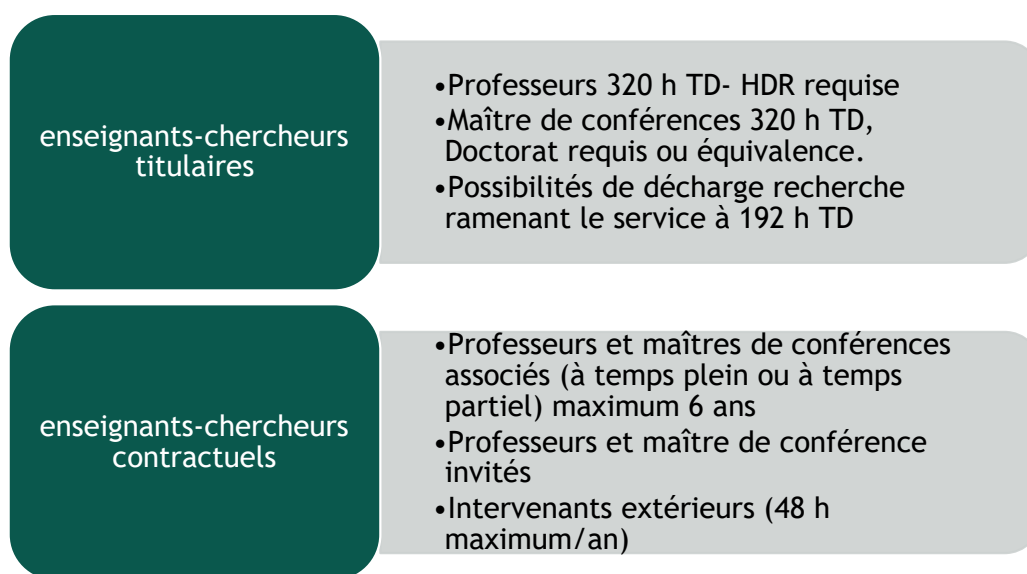 enseignants-chercheurs
titulaires
•Professeurs 320 h TD- HDR requise
•Maître de conférences 320 h TD,
Doctorat requis ou équivalence.
•Possibilités de décharge recherche
ramenant le service à 192 h TD
enseignants-chercheurs
contractuels
•Professeurs et maîtres de conférences
associés (à temps plein ou à temps
partiel) maximum 6 ans
•Professeurs et maître de conférence
invités
•Intervenants extérieurs (48 h
maximum/an)